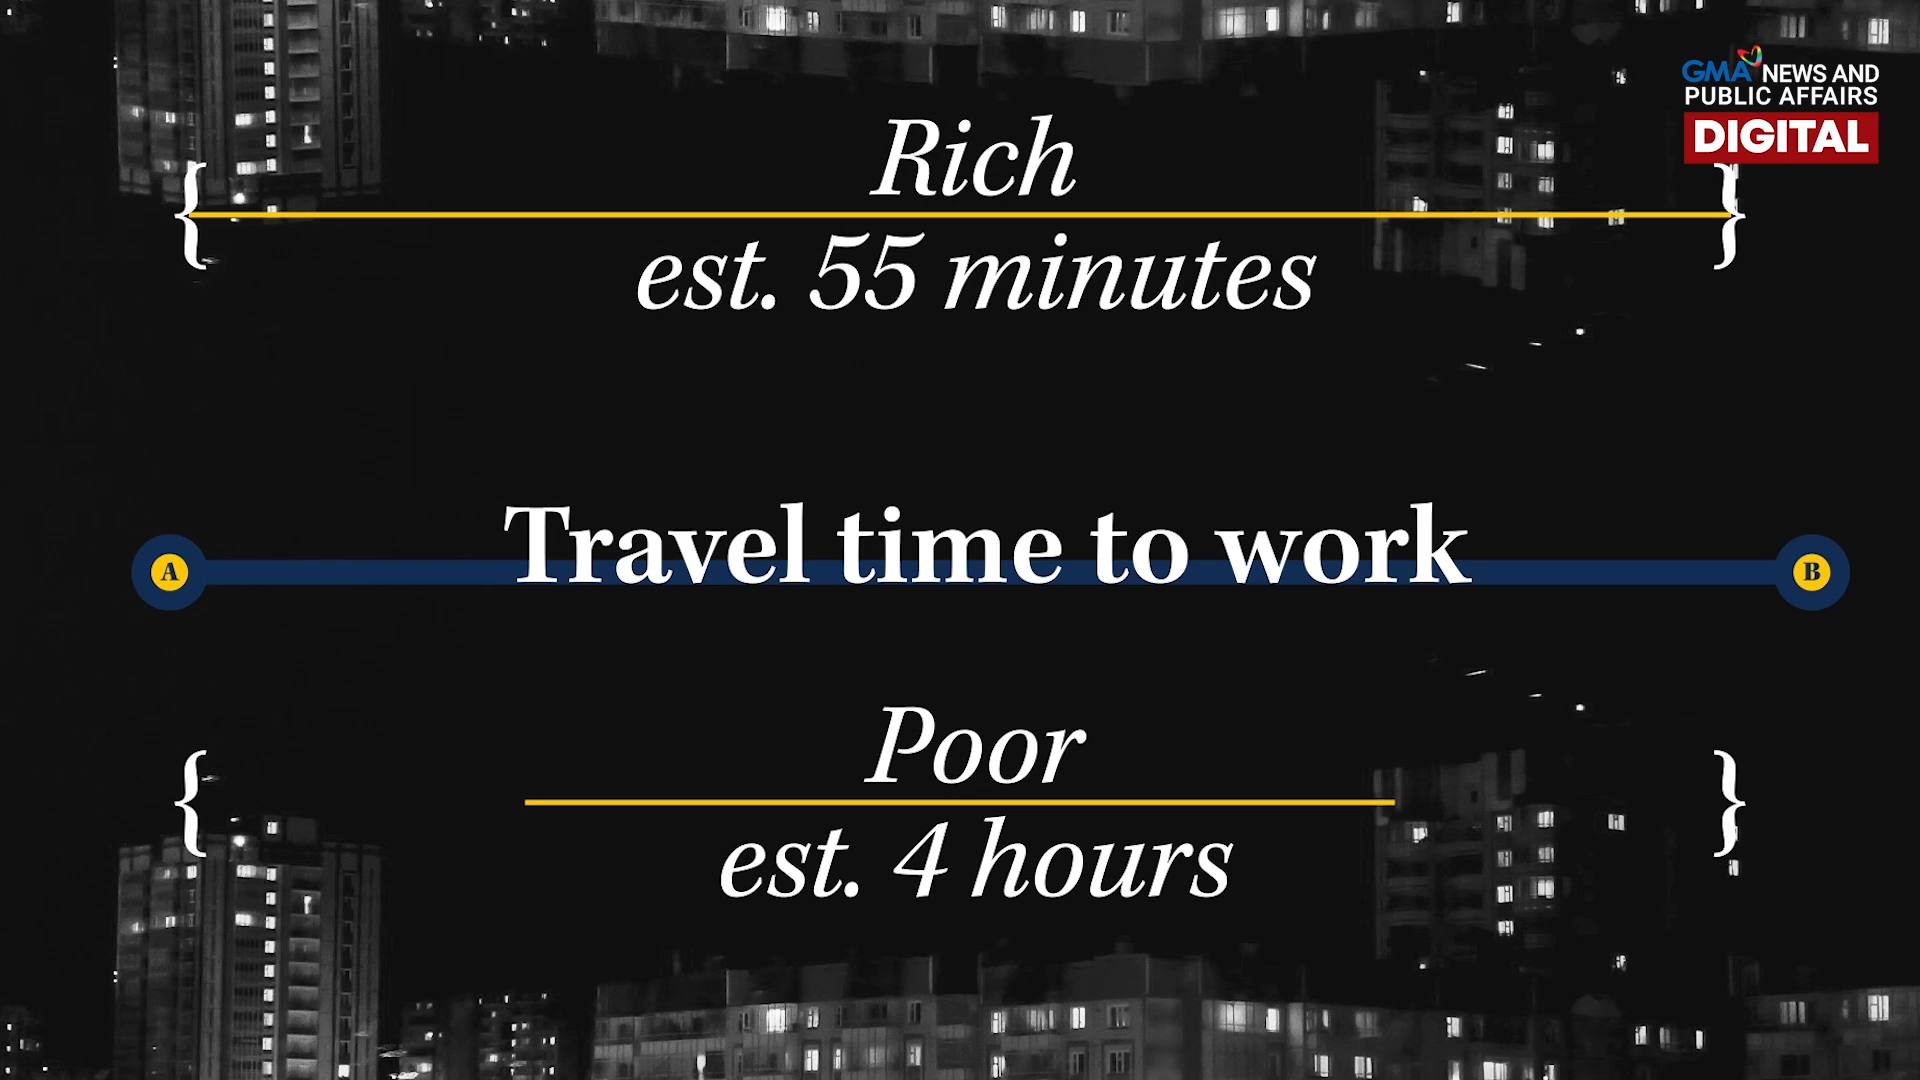 GMA NEWS AND
PUBLIC AFFAIRS
DIGITAL
Rich
{ }
est. 55 minutes
Travel time to work
A B
Poor
{ }
est. 4 hours